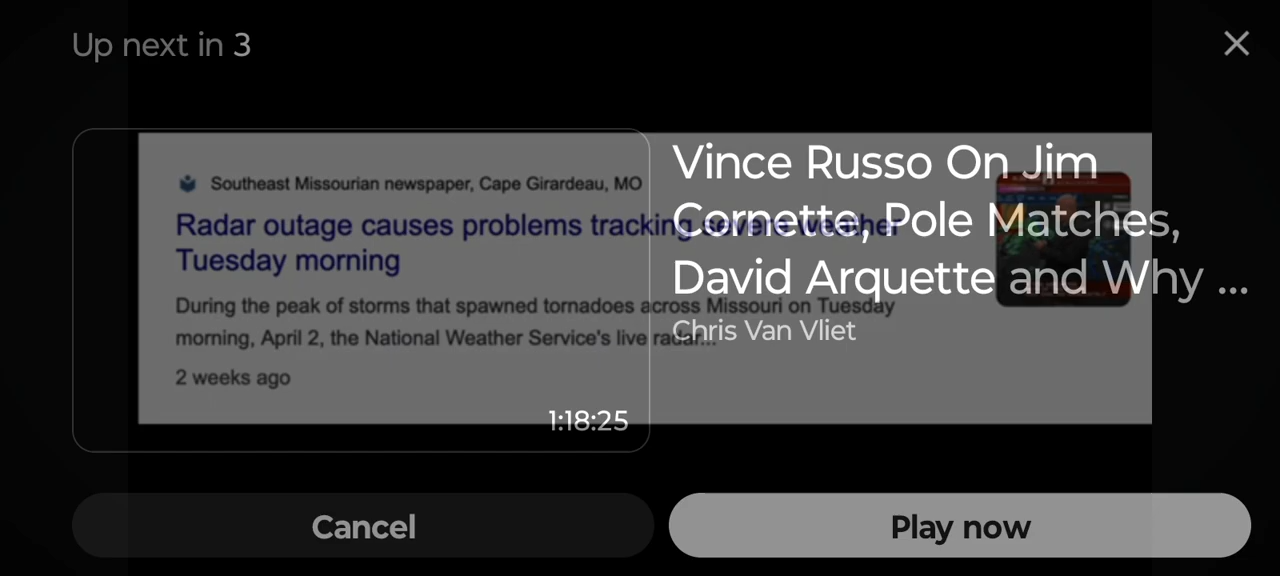 Up next in 3
Southeast Missourian newspaper, Cape Girardeau, MO
Radar outage causes problems tracking severe weather
Tuesday morning
During the peak of storms that spawned tornadoes across Missouri on Tuesday
morning, April 2, the National Weather Service's live radar...
2 weeks ago
1:18:25
Vince Russo On Jim
Cornette, Pole Matches,
David Arquette and Why ...
Chris Van Vliet
Cancel
Play now